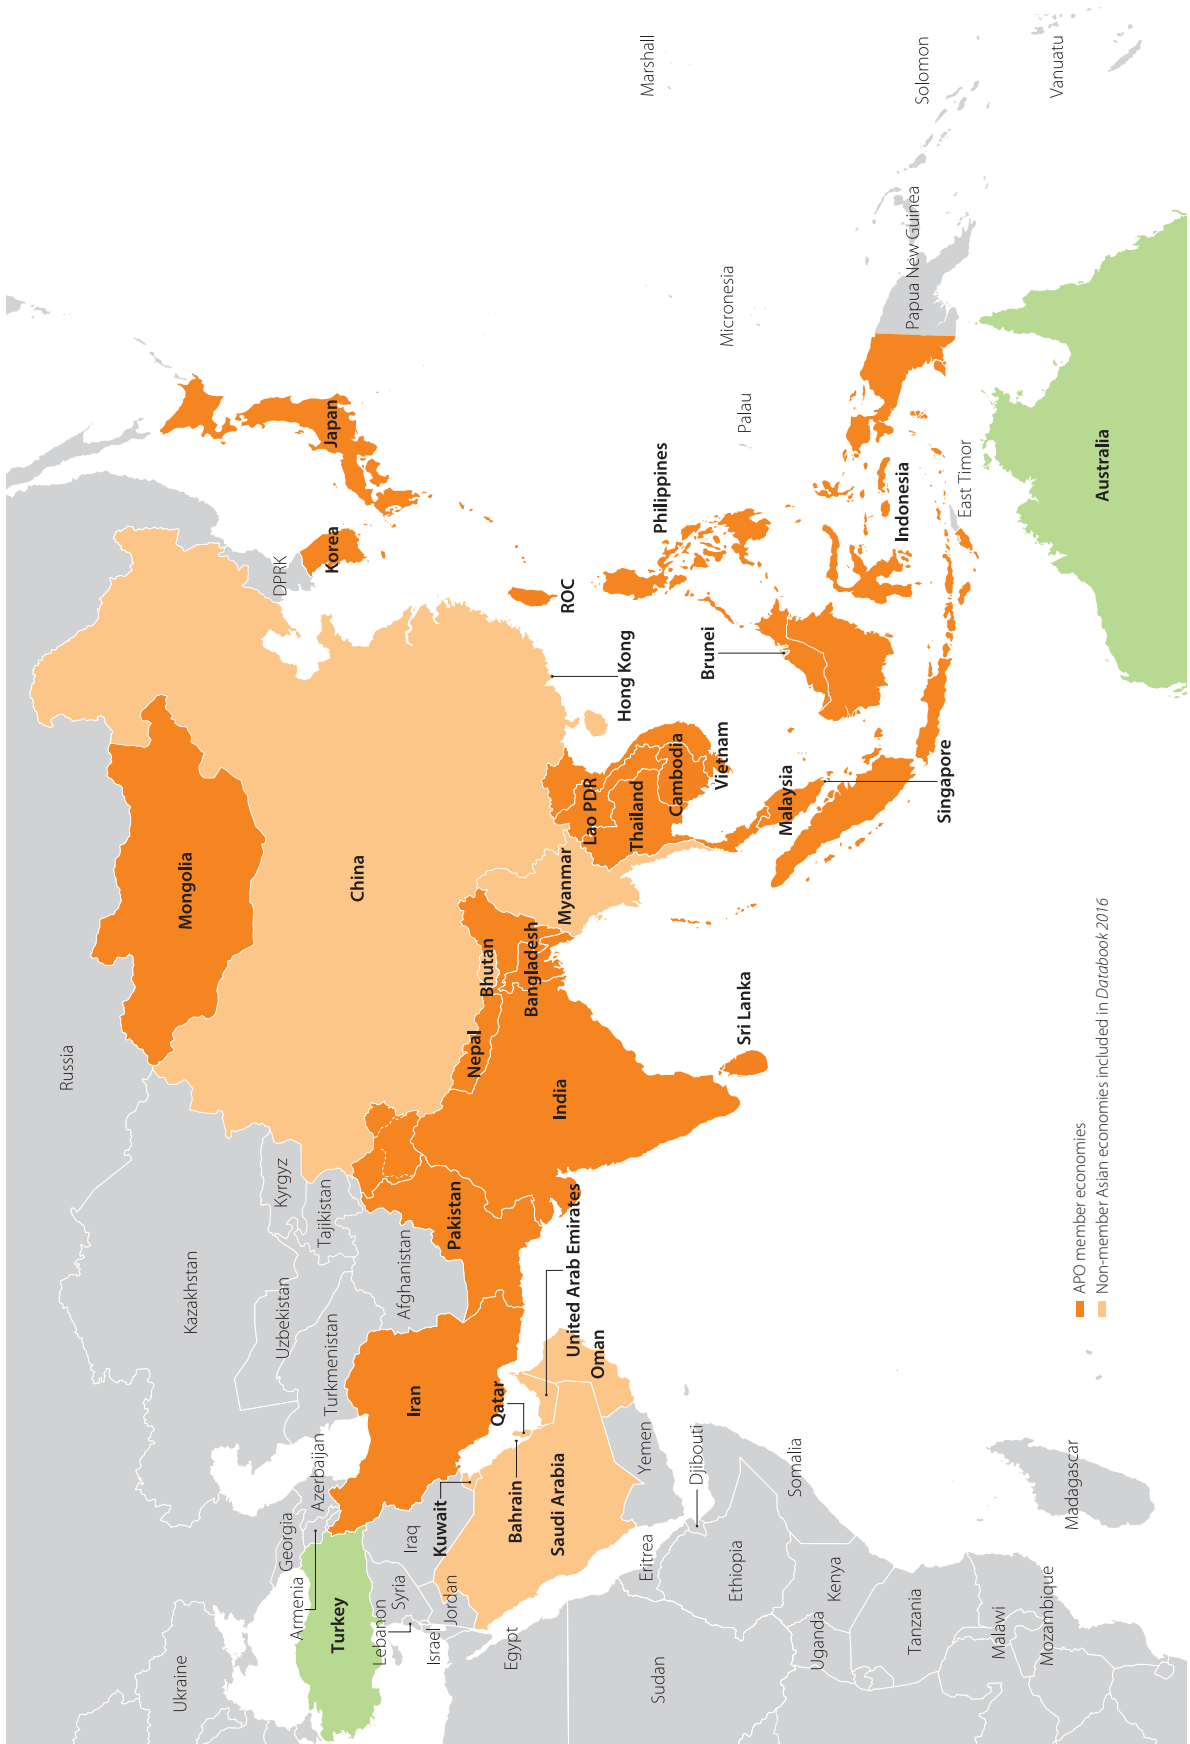 Ukraine
Russia
Georgia
Armenia
Azerbaijan
Turkey
Kazakhstan
Uzbekistan
Turkmenistan
Kyrgyz
Tajikistan
Afghanistan
Mongolia
China
DPRK
Korea
Japan
Lebanon
Syria
Israel
Jordan
Iraq
Iran
Kuwait
Egypt
Bahrain
Qatar
Saudi Arabia
United Arab Emirates
Oman
Yemen
Pakistan
India
Nepal
Bhutan
Bangladesh
Myanmar
Sri Lanka
Lao PDR
Thailand
Cambodia
Vietnam
Hong Kong
ROC
Philippines
Brunei
Malaysia
Singapore
Indonesia
East Timor
Palau
Micronesia
Marshall
Papua New Guinea
Solomon
Vanuatu
Australia
Sudan
Eritrea
Djibouti
Ethiopia
Somalia
Uganda
Kenya
Tanzania
Malawi
Mozambique
Madagascar
APO member economies
Non-member Asian economies included in Databook 2016